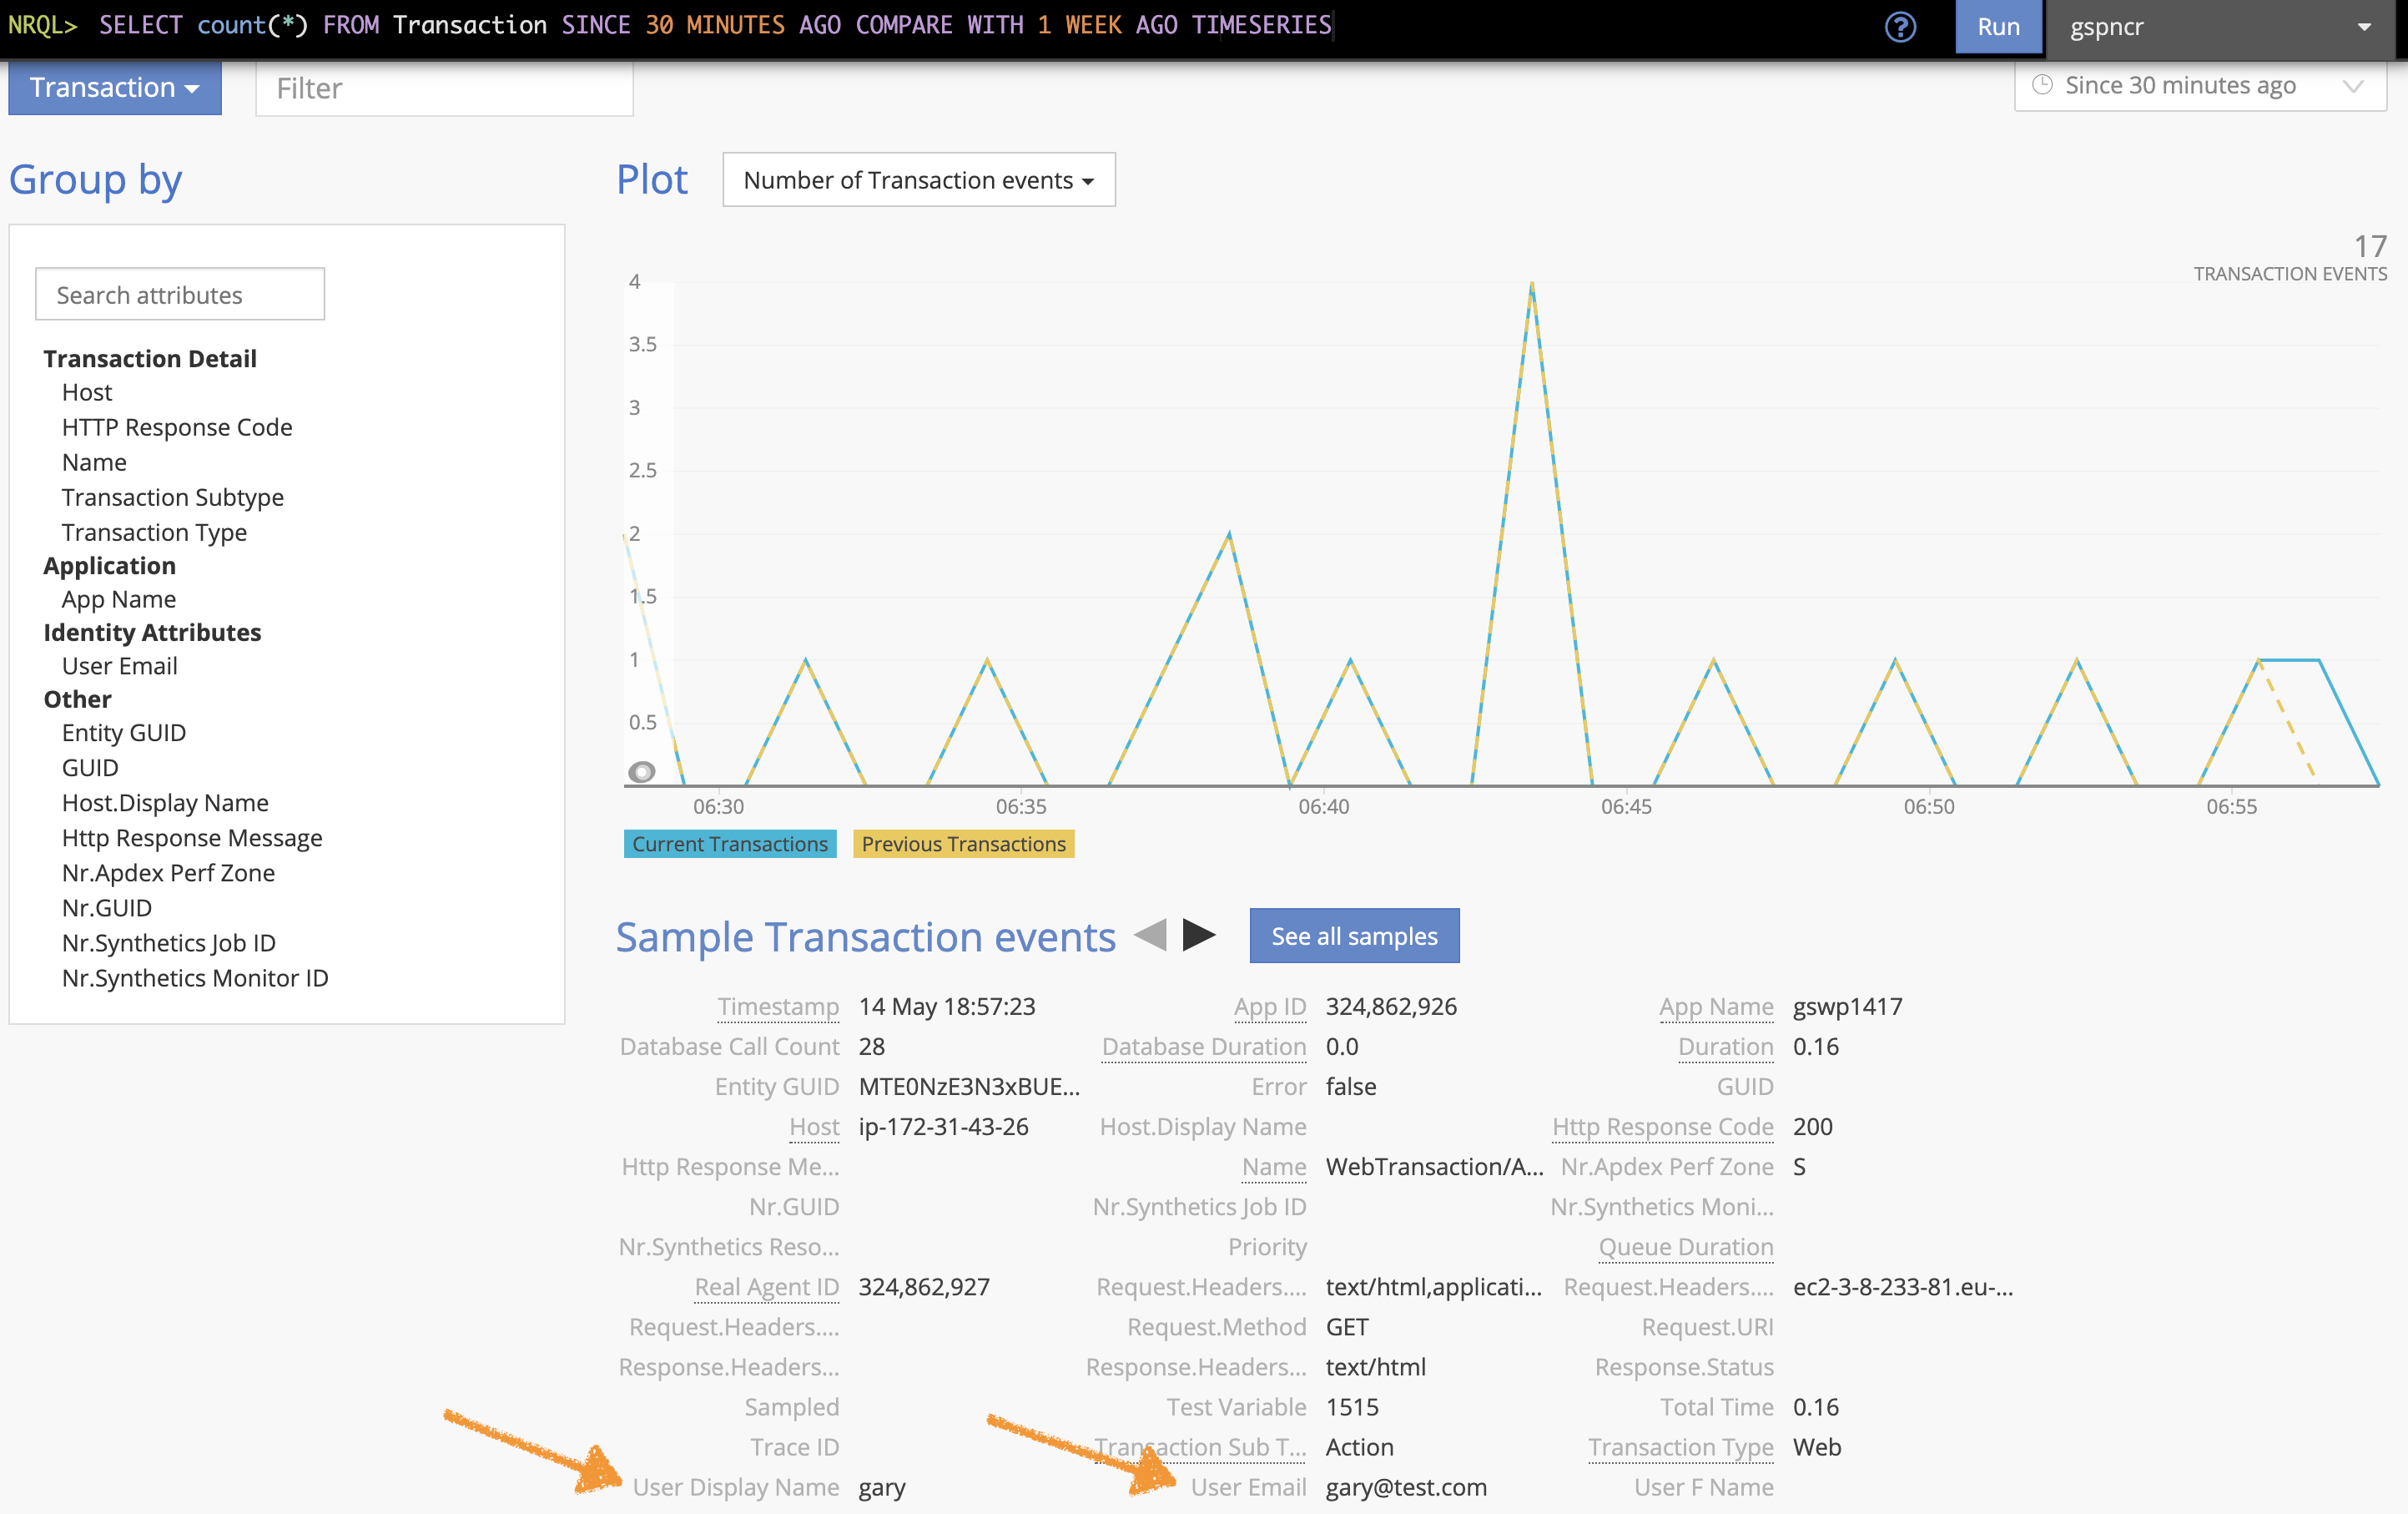 NRQL> SELECT count(*) FROM Transaction SINCE 30 MINUTES AGO COMPARE WITH 1 WEEK AGO TIMESERIES
?
Run
gspncr
Transaction
Filter
Since 30 minutes ago
Group by
Search attributes
Transaction Detail
Host
HTTP Response Code
Name
Transaction Subtype
Transaction Type
Application
App Name
Identity Attributes
User Email
Other
Entity GUID
GUID
Host.Display Name
Http Response Message
Nr.Apdex Perf Zone
Nr.GUID
Nr.Synthetics Job ID
Nr.Synthetics Monitor ID
Plot
Number of Transaction events
17
TRANSACTION EVENTS
4
3.5
3
2.5
2
1.5
1
0.5
06:30 06:35 06:40 06:45 06:50 06:55
Current Transactions Previous Transactions
Sample Transaction events
See all samples
Timestamp 14 May 18:57:23 App ID 324,862,926 App Name gswp1417
Database Call Count 28 Database Duration 0.0 Duration 0.16
Entity GUID MTE0NzE3N3xBUE... Error false GUID
Host ip-172-31-43-26 Host.Display Name Http Response Code 200
Http Response Me... Name WebTransaction/A... Nr.Apdex Perf Zone S
Nr.GUID Nr.Synthetics Job ID Nr.Synthetics Moni...
Nr.Synthetics Reso... Priority Queue Duration
Real Agent ID 324,862,927 Request.Headers.... text/html,applicati... Request.Headers.... ec2-3-8-233-81.eu-...
Request.Headers.... Request.Method GET Request.URI
Response.Headers... Response.Headers... text/html Response.Status
Sampled Test Variable 1515 Total Time 0.16
Trace ID Transaction Sub T... Action Transaction Type Web
User Display Name gary User Email gary@test.com User F Name